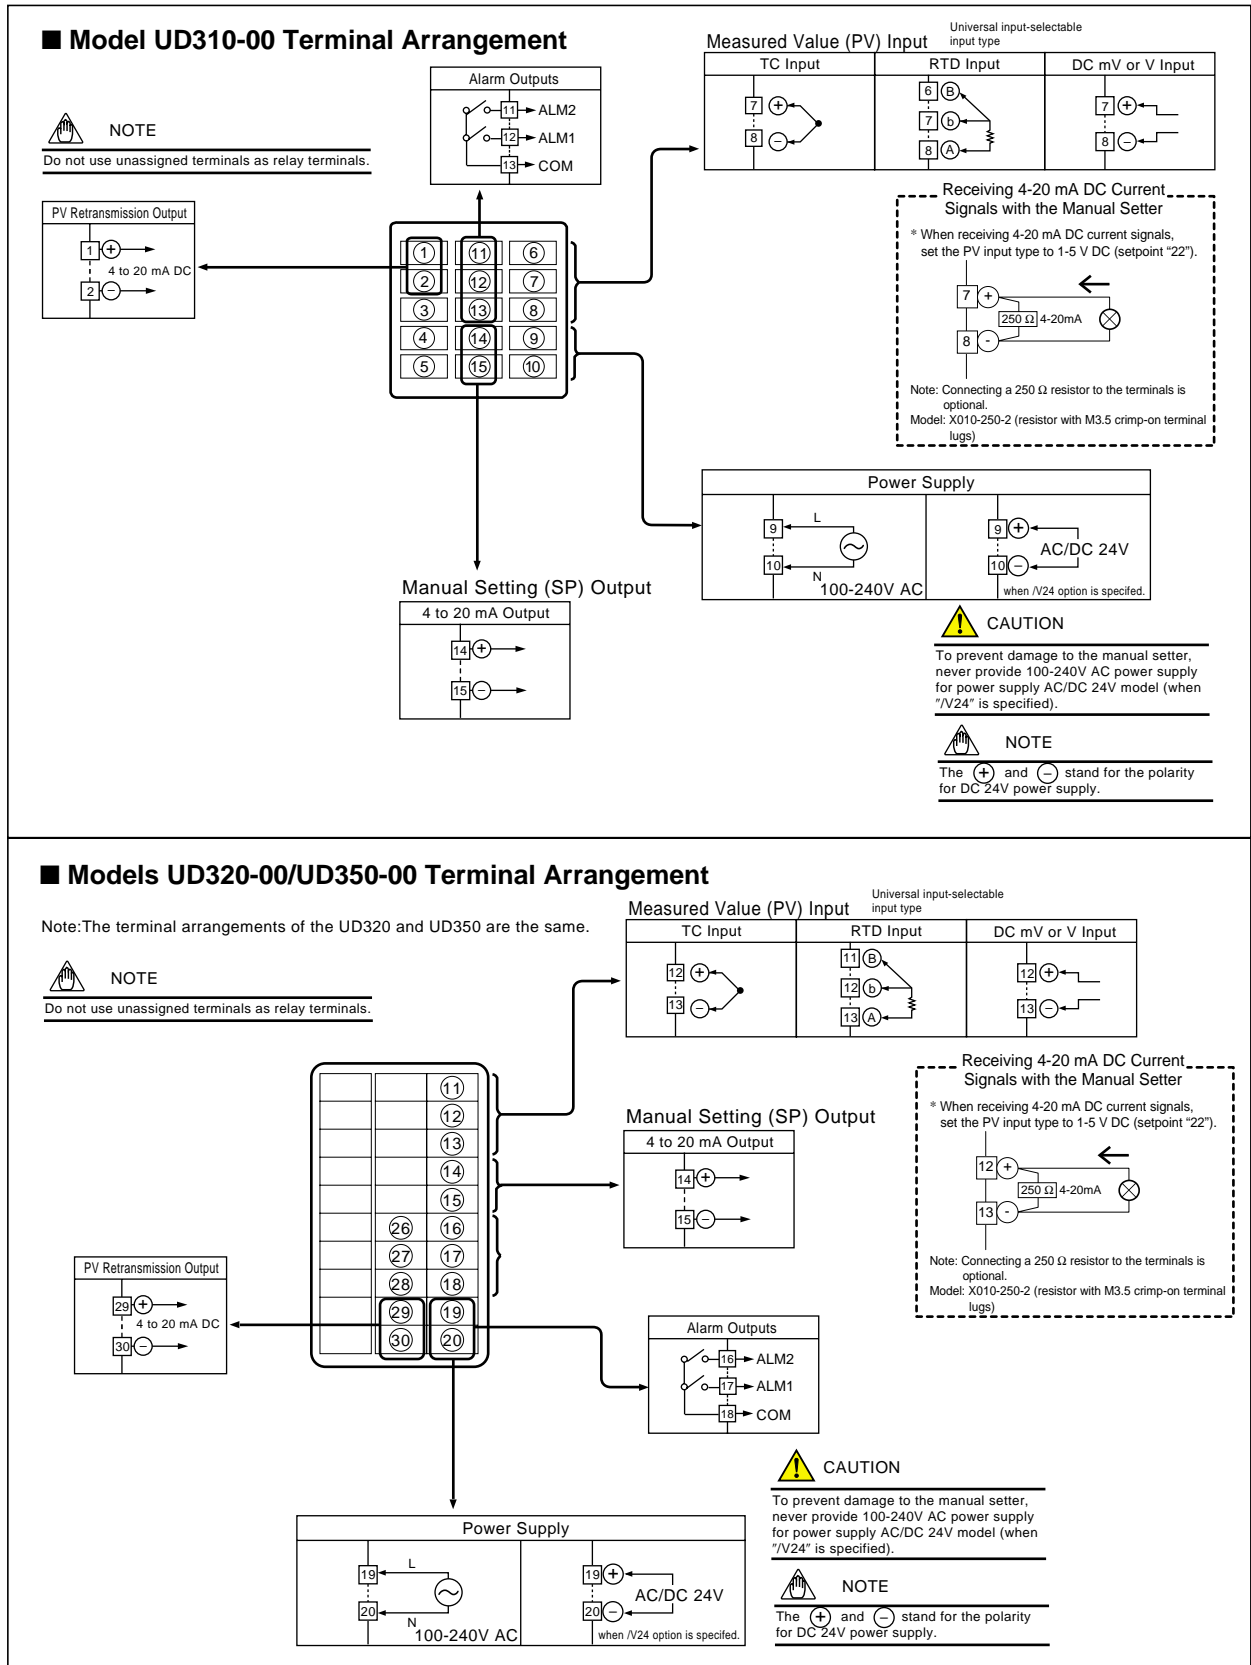 ■ Model UD310-00 Terminal Arrangement
NOTE
Do not use unassigned terminals as relay terminals.
Alarm Outputs
11 ALM2
12 ALM1
13 COM
Measured Value (PV) Input
Universal input-selectable
input type
TC Input
RTD Input
DC mV or V Input
7 +
8 −
6 B
7 b
8 A
7 +
8 −
PV Retransmission Output
1 +
4 to 20 mA DC
2 −
1 11 6
2 12 7
3 13 8
4 14 9
5 15 10
Receiving 4-20 mA DC Current
Signals with the Manual Setter
* When receiving 4-20 mA DC current signals,
set the PV input type to 1-5 V DC (setpoint “22”).
7 +
250 Ω 4-20mA
8 -
Note: Connecting a 250 Ω resistor to the terminals is
optional.
Model: X010-250-2 (resistor with M3.5 crimp-on terminal
lugs)
Power Supply
9 L
10 N
100-240V AC
9 +
AC/DC 24V
10 −
when /V24 option is specifed.
Manual Setting (SP) Output
4 to 20 mA Output
14 +
15 −
CAUTION
To prevent damage to the manual setter,
never provide 100-240V AC power supply
for power supply AC/DC 24V model (when
″/V24″ is specified).
NOTE
The + and − stand for the polarity
for DC 24V power supply.
■ Models UD320-00/UD350-00 Terminal Arrangement
Note:The terminal arrangements of the UD320 and UD350 are the same.
NOTE
Do not use unassigned terminals as relay terminals.
Measured Value (PV) Input
Universal input-selectable
input type
TC Input
RTD Input
DC mV or V Input
12 +
13 −
11 B
12 b
13 A
12 +
13 −
11
12
13
14
15
26 16
27 17
28 18
29 19
30 20
Manual Setting (SP) Output
4 to 20 mA Output
14 +
15 −
Receiving 4-20 mA DC Current
Signals with the Manual Setter
* When receiving 4-20 mA DC current signals,
set the PV input type to 1-5 V DC (setpoint “22”).
12 +
250 Ω 4-20mA
13 -
Note: Connecting a 250 Ω resistor to the terminals is
optional.
Model: X010-250-2 (resistor with M3.5 crimp-on terminal
lugs)
PV Retransmission Output
29 +
4 to 20 mA DC
30 −
Alarm Outputs
16 ALM2
17 ALM1
18 COM
Power Supply
19 L
20 N
100-240V AC
19 +
AC/DC 24V
20 −
when /V24 option is specifed.
CAUTION
To prevent damage to the manual setter,
never provide 100-240V AC power supply
for power supply AC/DC 24V model (when
″/V24″ is specified).
NOTE
The + and − stand for the polarity
for DC 24V power supply.